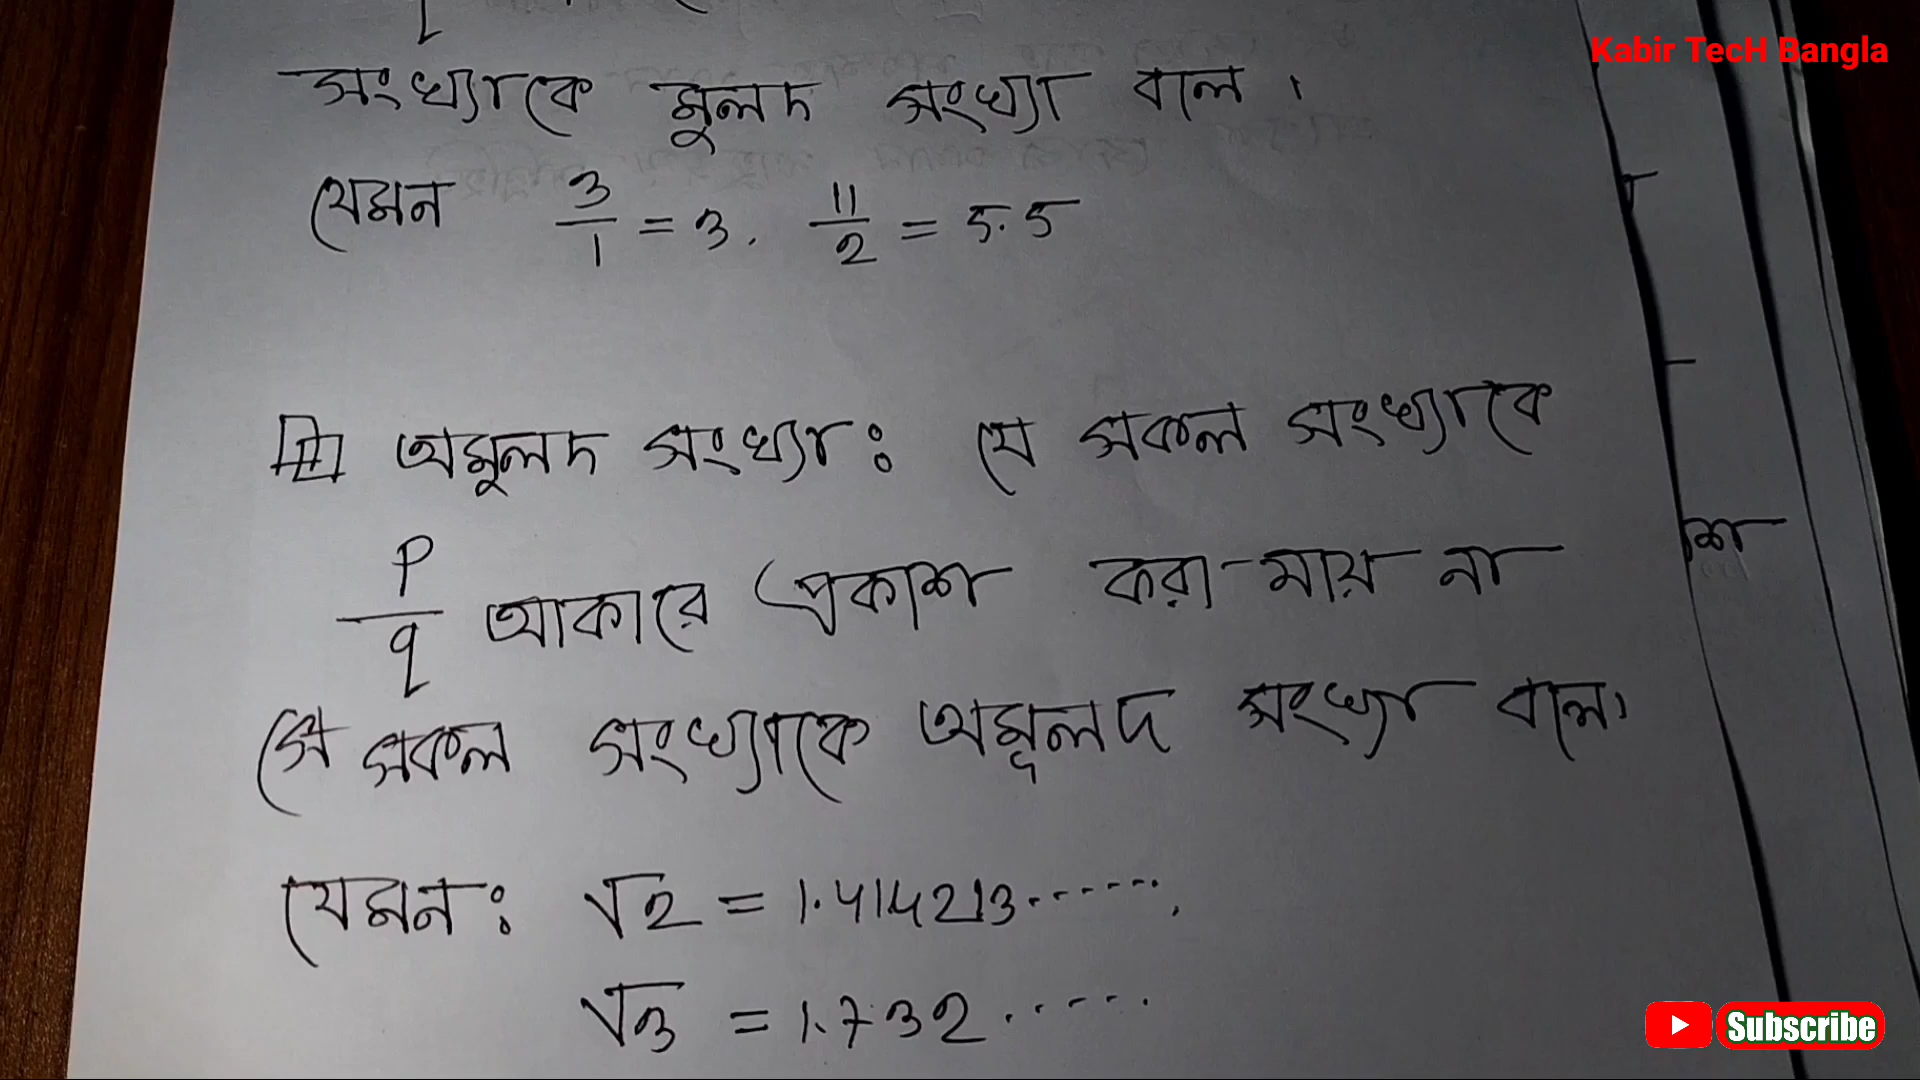 Kabir TecH Bangla
সংখ্যাকে মুলদ সংখ্যা বলে ।
যেমন 3/1 = 3. 11/2 = 5.5
অমুলদ সংখ্যা : যে সকল সংখ্যাকে
p/q আকারে প্রকাশ করা যায় না
সে সকল সংখ্যাকে অমূলদ সংখ্যা বলে।
যেমন : √2 = 1.414213......,
√3 = 1.732......
Subscribe